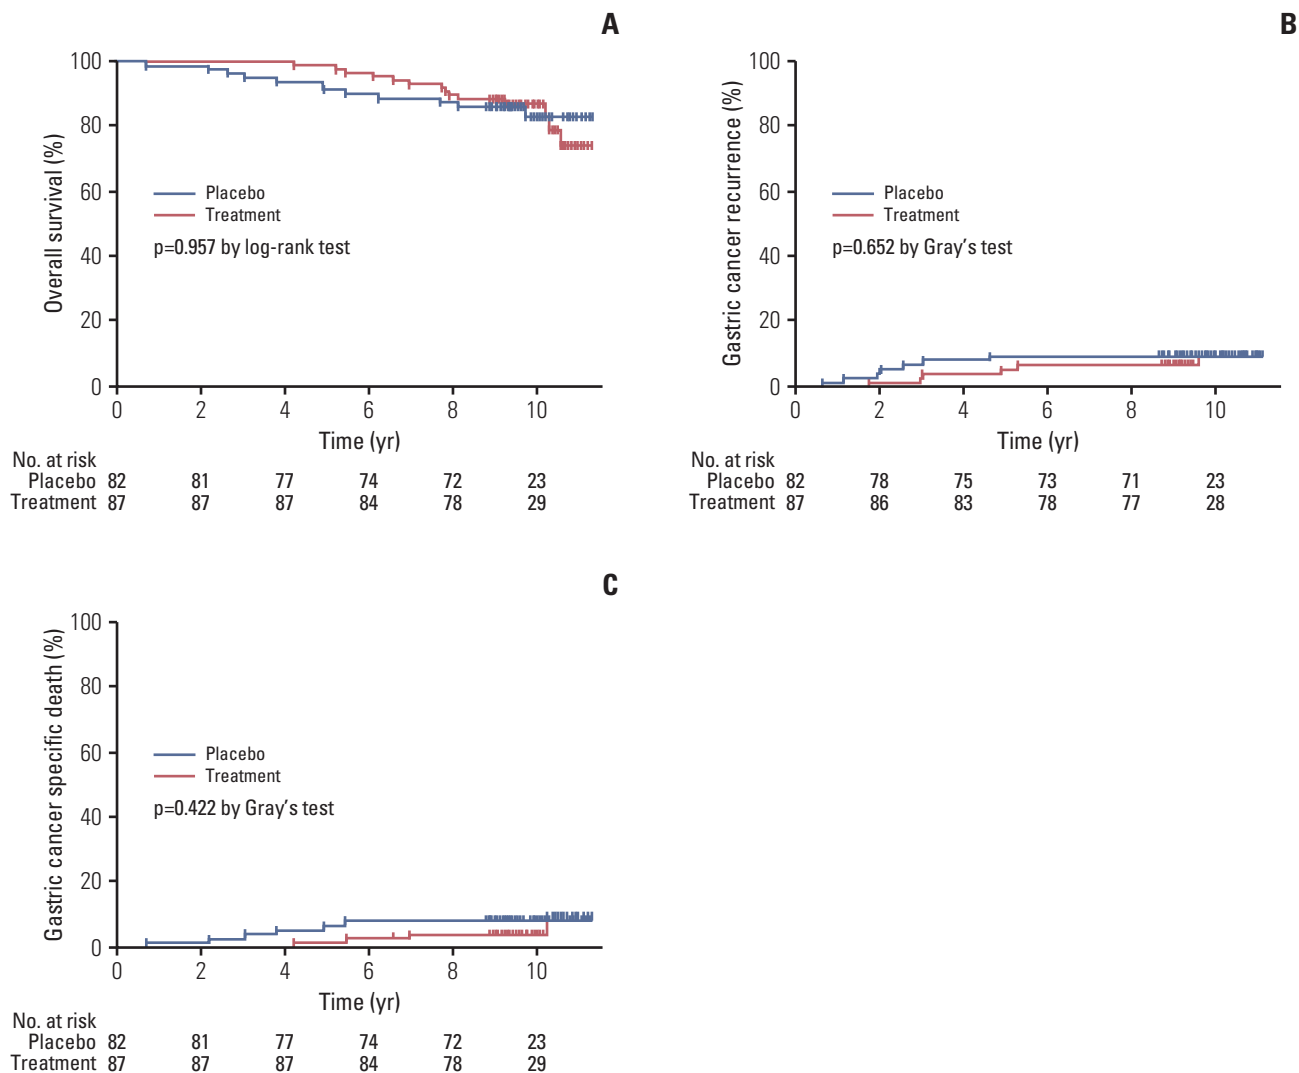 A
Overall survival (%)
100
80
60
40
20
0
Placebo
Treatment
p=0.957 by log-rank test
0 2 4 6 8 10
Time (yr)
No. at risk
Placebo 82 81 77 74 72 23
Treatment 87 87 87 84 78 29
B
Gastric cancer recurrence (%)
100
80
60
40
20
0
Placebo
Treatment
p=0.652 by Gray's test
0 2 4 6 8 10
Time (yr)
No. at risk
Placebo 82 78 75 73 71 23
Treatment 87 86 83 78 77 28
C
Gastric cancer specific death (%)
100
80
60
40
20
0
Placebo
Treatment
p=0.422 by Gray's test
0 2 4 6 8 10
Time (yr)
No. at risk
Placebo 82 81 77 74 72 23
Treatment 87 87 87 84 78 29